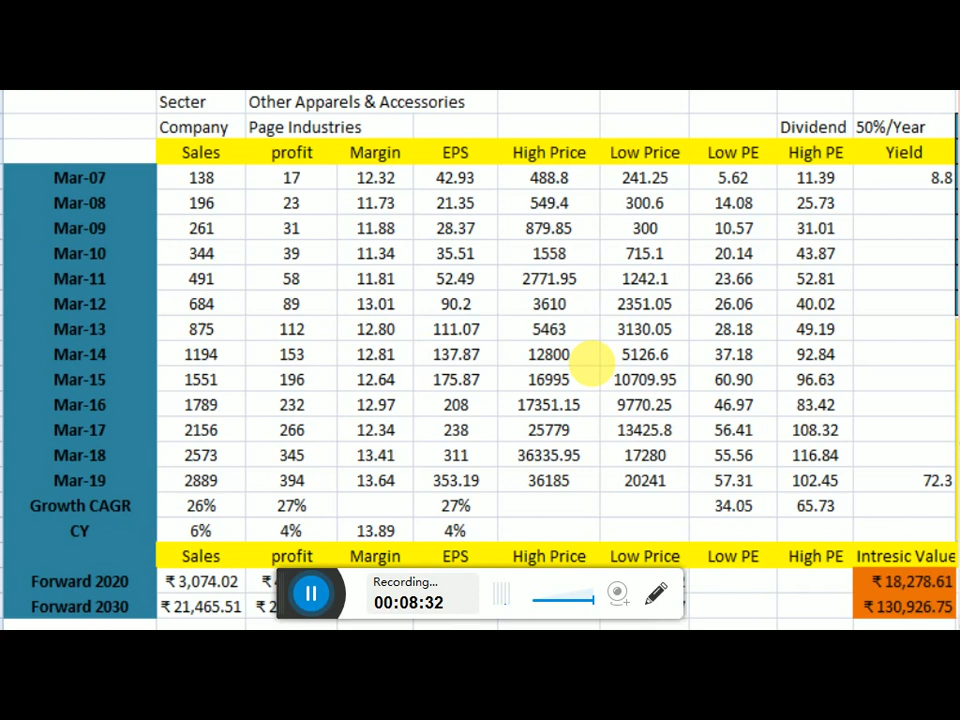 Secter Other Apparels & Accessories
Company Page Industries Dividend 50%/Year
Sales profit Margin EPS High Price Low Price Low PE High PE Yield
Mar-07 138 17 12.32 42.93 488.8 241.25 5.62 11.39 8.8
Mar-08 196 23 11.73 21.35 549.4 300.6 14.08 25.73
Mar-09 261 31 11.88 28.37 879.85 300 10.57 31.01
Mar-10 344 39 11.34 35.51 1558 715.1 20.14 43.87
Mar-11 491 58 11.81 52.49 2771.95 1242.1 23.66 52.81
Mar-12 684 89 13.01 90.2 3610 2351.05 26.06 40.02
Mar-13 875 112 12.80 111.07 5463 3130.05 28.18 49.19
Mar-14 1194 153 12.81 137.87 12800 5126.6 37.18 92.84
Mar-15 1551 196 12.64 175.87 16995 10709.95 60.90 96.63
Mar-16 1789 232 12.97 208 17351.15 9770.25 46.97 83.42
Mar-17 2156 266 12.34 238 25779 13425.8 56.41 108.32
Mar-18 2573 345 13.41 311 36335.95 17280 55.56 116.84
Mar-19 2889 394 13.64 353.19 36185 20241 57.31 102.45 72.3
Growth CAGR 26% 27% 27% 34.05 65.73
CY 6% 4% 13.89 4%
Sales profit Margin EPS High Price Low Price Low PE High PE Intresic Value
Forward 2020 ₹ 3,074.02 ₹ 18,278.61
Forward 2030 ₹ 21,465.51 ₹ 2 ₹ 130,926.75
Recording...
00:08:32